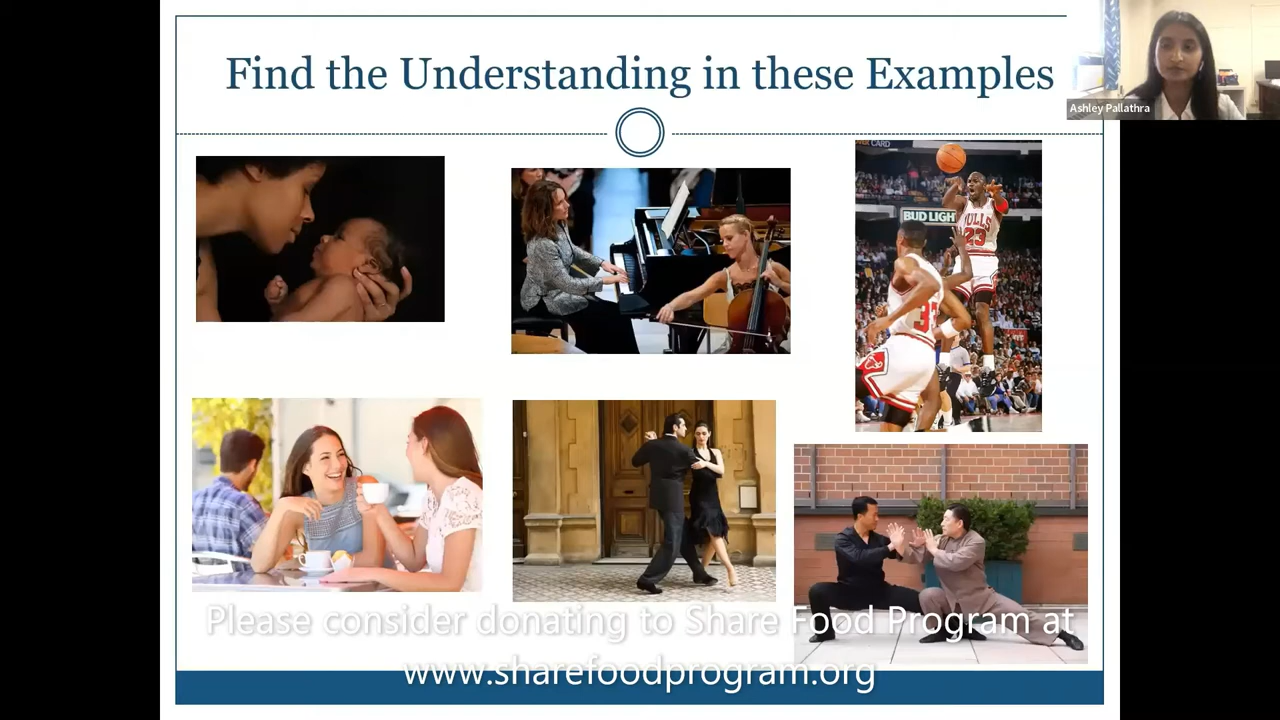 Find the Understanding in these Examples
Ashley Pallathra
CARD
BUD LIGHT
BULLS
23
33
Please consider donating to Share Food Program at
www.sharefoodprogram.org